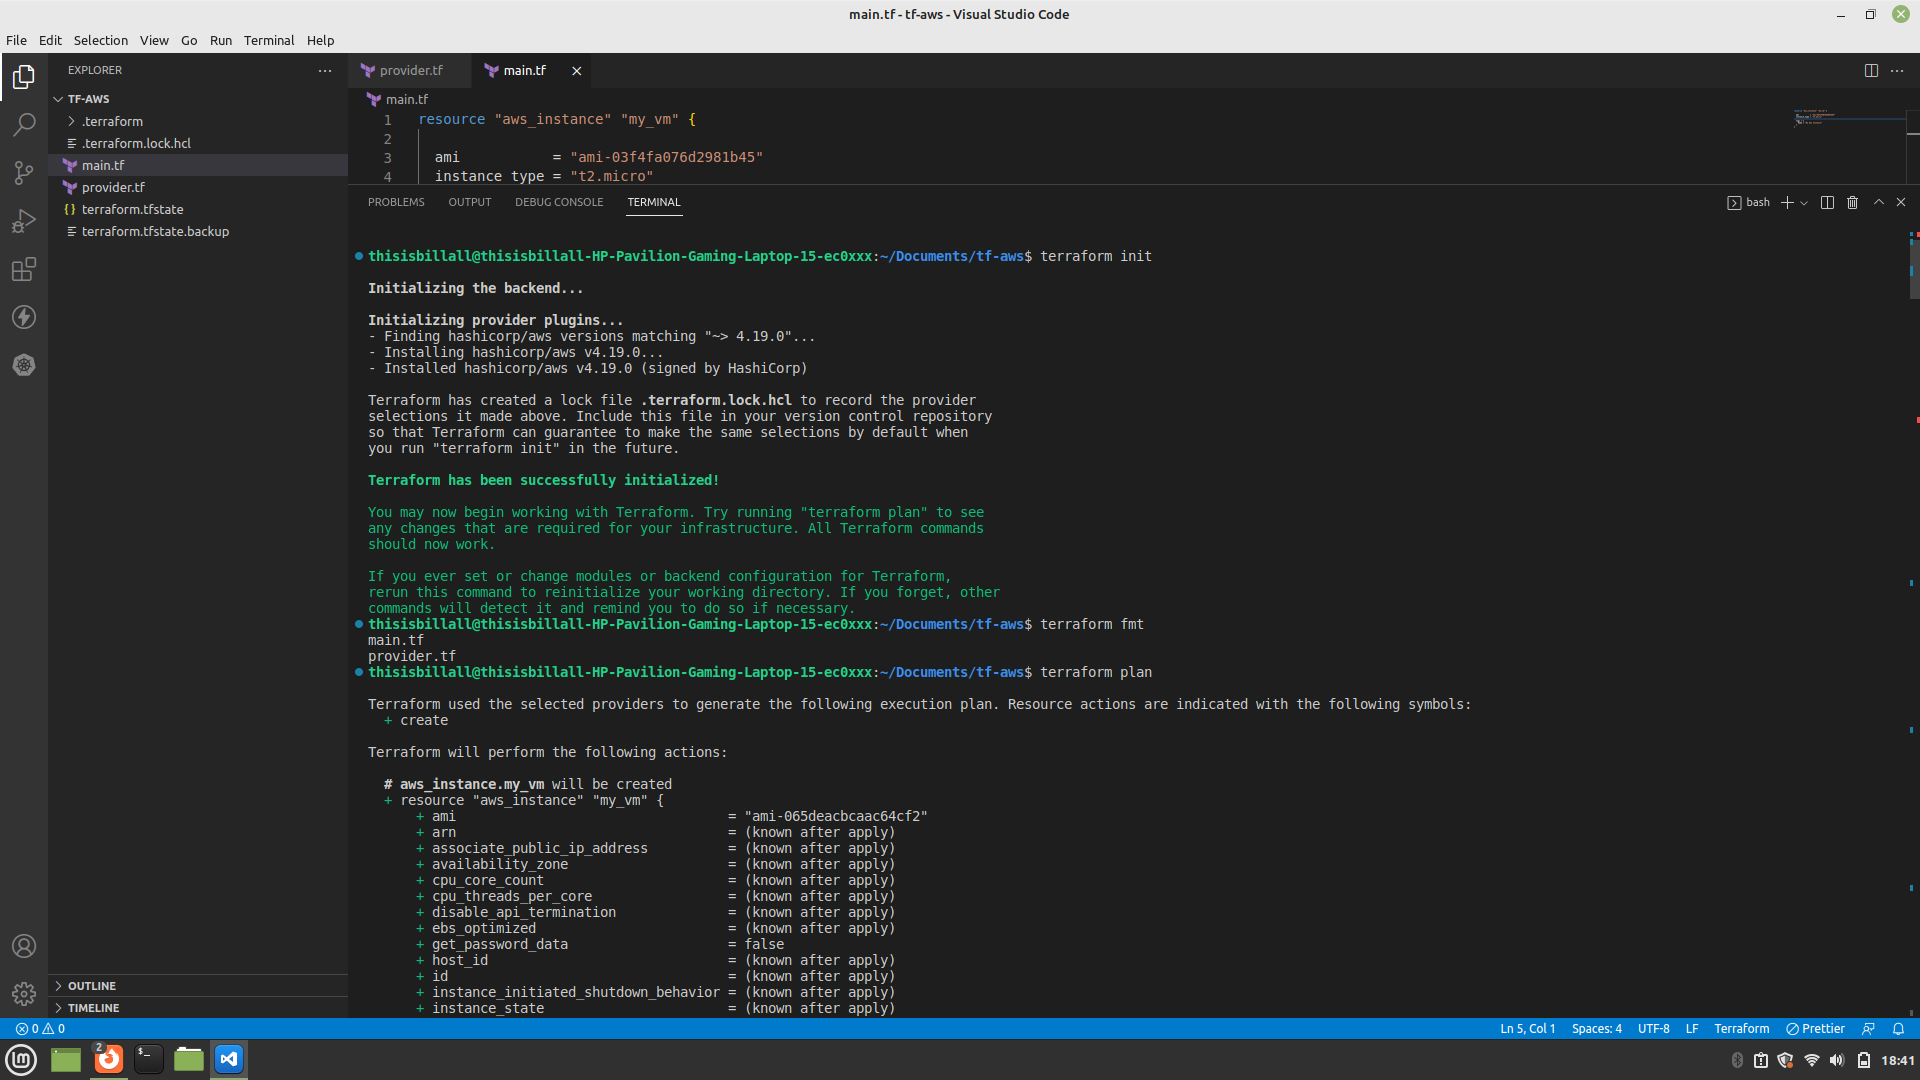 main.tf - tf-aws - Visual Studio Code
File Edit Selection View Go Run Terminal Help
EXPLORER
TF-AWS
.terraform
.terraform.lock.hcl
main.tf
provider.tf
terraform.tfstate
terraform.tfstate.backup
OUTLINE
TIMELINE
provider.tf
main.tf
main.tf
1 resource "aws_instance" "my_vm" {
2
3 ami = "ami-03f4fa076d2981b45"
4 instance_type = "t2.micro"
PROBLEMS OUTPUT DEBUG CONSOLE TERMINAL
bash
thisisbillall@thisisbillall-HP-Pavilion-Gaming-Laptop-15-ec0xxx:~/Documents/tf-aws$ terraform init
Initializing the backend...
Initializing provider plugins...
- Finding hashicorp/aws versions matching "~> 4.19.0"...
- Installing hashicorp/aws v4.19.0...
- Installed hashicorp/aws v4.19.0 (signed by HashiCorp)
Terraform has created a lock file .terraform.lock.hcl to record the provider
selections it made above. Include this file in your version control repository
so that Terraform can guarantee to make the same selections by default when
you run "terraform init" in the future.
Terraform has been successfully initialized!
You may now begin working with Terraform. Try running "terraform plan" to see
any changes that are required for your infrastructure. All Terraform commands
should now work.
If you ever set or change modules or backend configuration for Terraform,
rerun this command to reinitialize your working directory. If you forget, other
commands will detect it and remind you to do so if necessary.
thisisbillall@thisisbillall-HP-Pavilion-Gaming-Laptop-15-ec0xxx:~/Documents/tf-aws$ terraform fmt
main.tf
provider.tf
thisisbillall@thisisbillall-HP-Pavilion-Gaming-Laptop-15-ec0xxx:~/Documents/tf-aws$ terraform plan
Terraform used the selected providers to generate the following execution plan. Resource actions are indicated with the following symbols:
+ create
Terraform will perform the following actions:
# aws_instance.my_vm will be created
+ resource "aws_instance" "my_vm" {
+ ami = "ami-065deacbcaac64cf2"
+ arn = (known after apply)
+ associate_public_ip_address = (known after apply)
+ availability_zone = (known after apply)
+ cpu_core_count = (known after apply)
+ cpu_threads_per_core = (known after apply)
+ disable_api_termination = (known after apply)
+ ebs_optimized = (known after apply)
+ get_password_data = false
+ host_id = (known after apply)
+ id = (known after apply)
+ instance_initiated_shutdown_behavior = (known after apply)
+ instance_state = (known after apply)
0 0
Ln 5, Col 1 Spaces: 4 UTF-8 LF Terraform Prettier
2
18:41